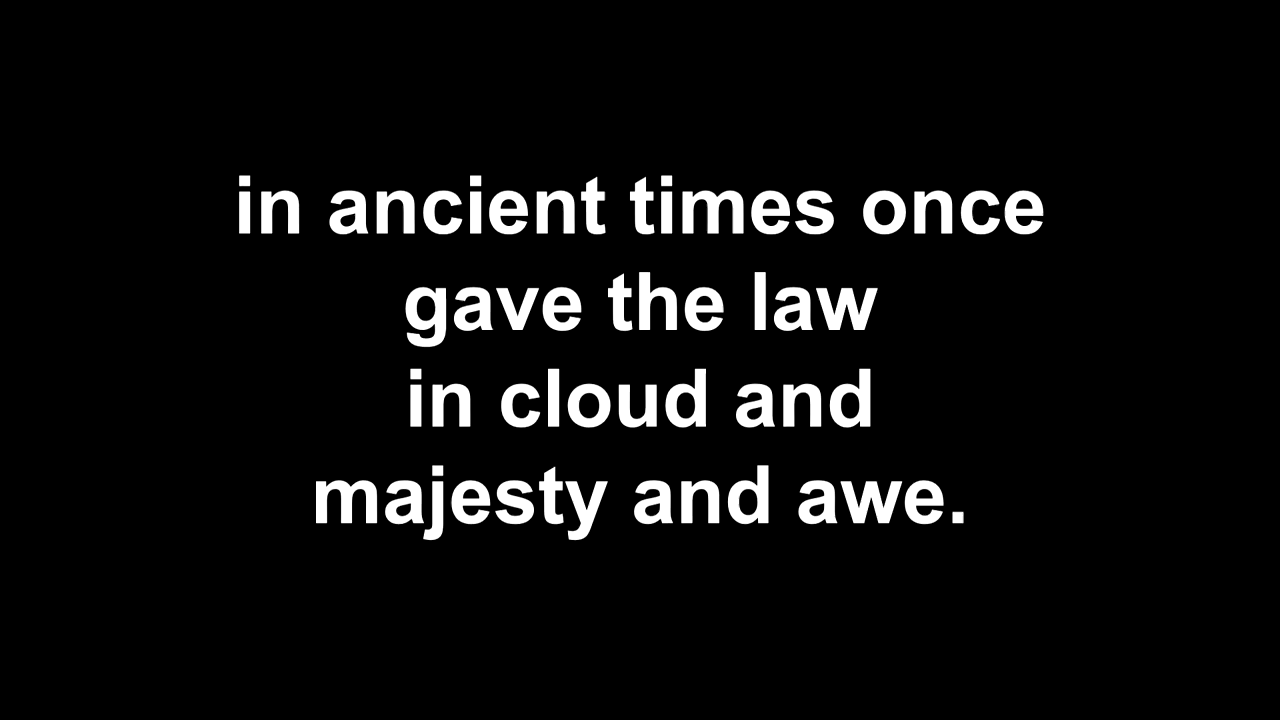 in ancient times once
gave the law
in cloud and
majesty and awe.